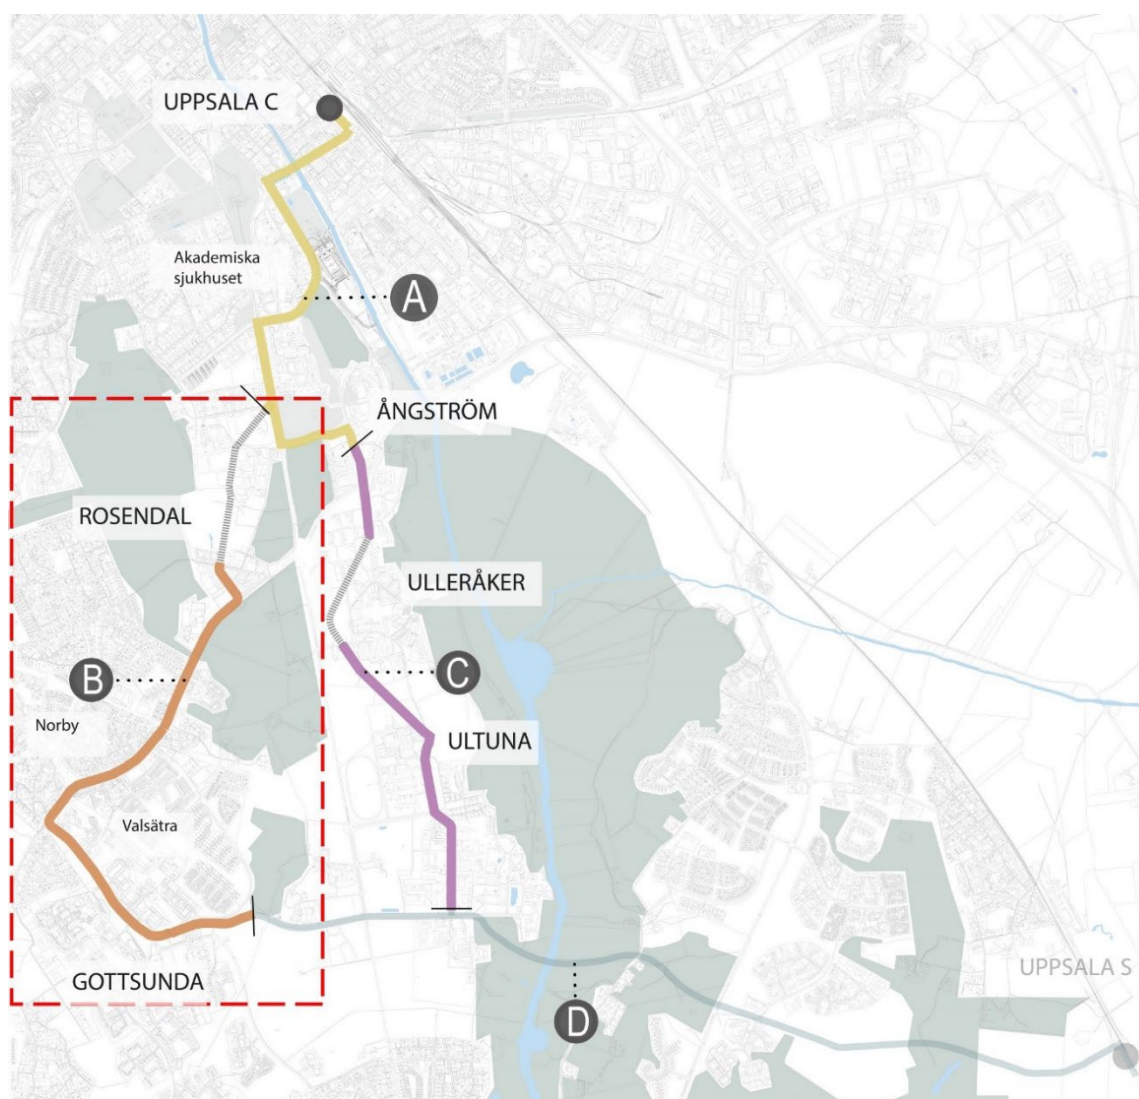 UPPSALA C
Akademiska
sjukhuset
A
ÅNGSTRÖM
ROSENDAL
ULLERÅKER
B
C
Norby
ULTUNA
Valsätra
UPPSALA S
GOTTSUNDA
D